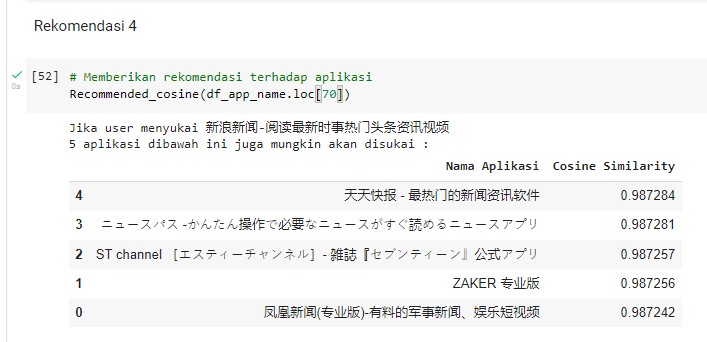 Rekomendasi 4
[52] # Memberikan rekomendasi terhadap aplikasi
0s Recommended_cosine(df_app_name.loc[70])
Jika user menyukai 新浪新闻-阅读最新时事热门头条资讯视频
5 aplikasi dibawah ini juga mungkin akan disukai :
Nama Aplikasi Cosine Similarity
4 天天快报 - 最热门的新闻资讯软件 0.987284
3 ニュースパス -かんたん操作で必要なニュースがすぐ読めるニュースアプリ 0.987281
2 ST channel ［エスティーチャンネル］- 雑誌『セブンティーン』公式アプリ 0.987257
1 ZAKER 专业版 0.987256
0 凤凰新闻(专业版)-有料的军事新闻、娱乐短视频 0.987242